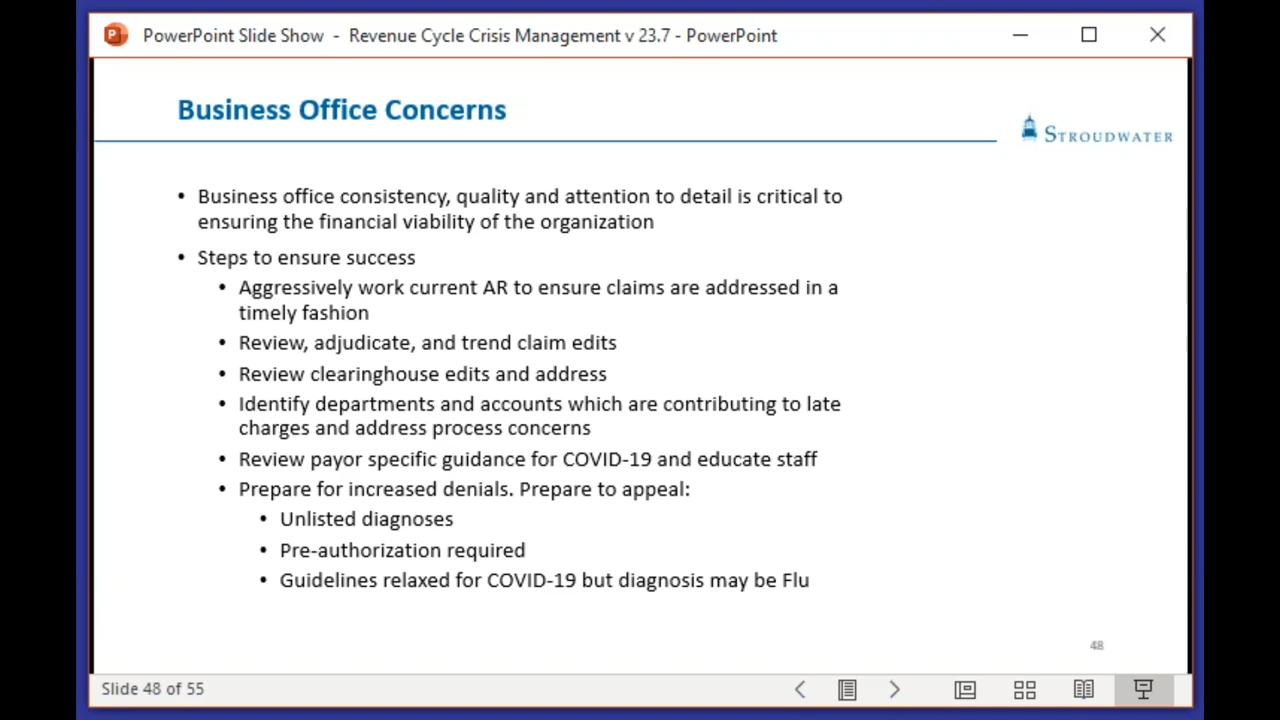 PowerPoint Slide Show - Revenue Cycle Crisis Management v 23.7 - PowerPoint
Business Office Concerns
STROUDWATER
• Business office consistency, quality and attention to detail is critical to
ensuring the financial viability of the organization
• Steps to ensure success
• Aggressively work current AR to ensure claims are addressed in a
timely fashion
• Review, adjudicate, and trend claim edits
• Review clearinghouse edits and address
• Identify departments and accounts which are contributing to late
charges and address process concerns
• Review payor specific guidance for COVID-19 and educate staff
• Prepare for increased denials. Prepare to appeal:
• Unlisted diagnoses
• Pre-authorization required
• Guidelines relaxed for COVID-19 but diagnosis may be Flu
48
Slide 48 of 55